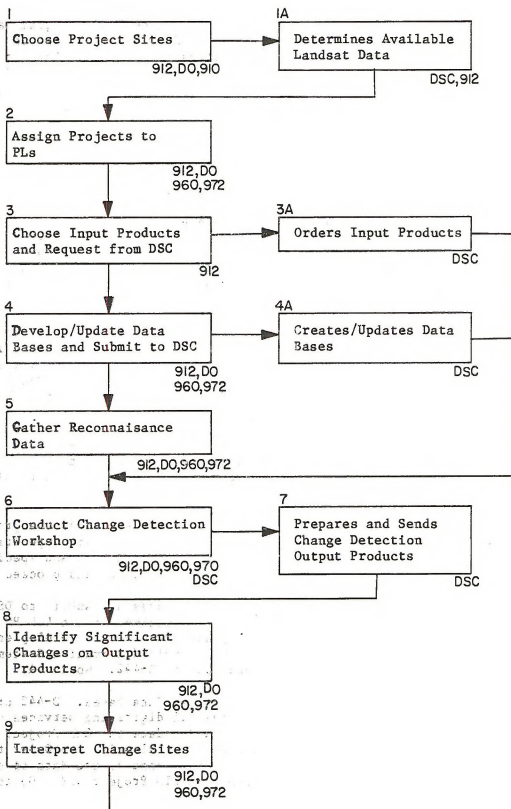 1
Choose Project Sites
912,DO,910
1A
Determines Available
Landsat Data
DSC,912
2
Assign Projects to
PLs
912,DO
960,972
3
Choose Input Products
and Request from DSC
912
3A
Orders Input Products
DSC
4
Develop/Update Data
Bases and Submit to DSC
912,DO
960,972
4A
Creates/Updates Data
Bases
DSC
5
Gather Reconnaisance
Data
912,DO,960,972
6
Conduct Change Detection
Workshop
912,DO,960,970
DSC
7
Prepares and Sends
Change Detection
Output Products
DSC
8
Identify Significant
Changes on Output
Products
912,DO
960,972
9
Interpret Change Sites
912,DO
960,972